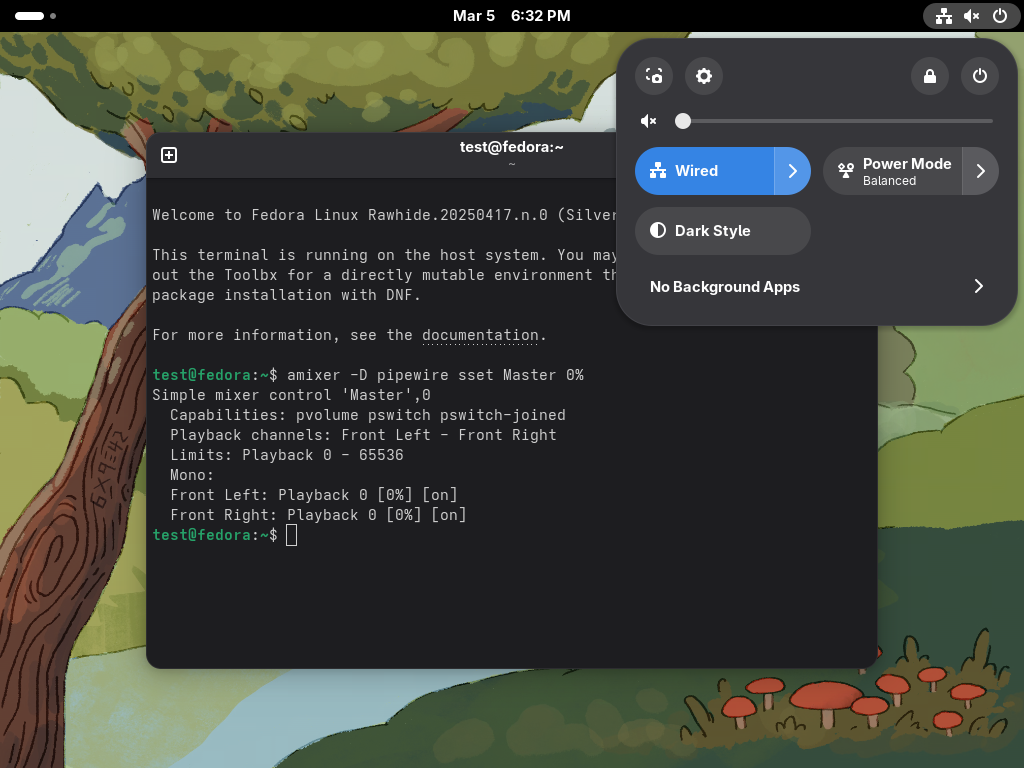 Mar 5 6:32 PM
test@fedora:~
~
Wired
Power Mode
Balanced
Dark Style
No Background Apps
Welcome to Fedora Linux Rawhide.20250417.n.0 (Silver
This terminal is running on the host system. You may
out the Toolbx for a directly mutable environment th
package installation with DNF.
For more information, see the documentation.
test@fedora:~$ amixer -D pipewire sset Master 0%
Simple mixer control 'Master',0
Capabilities: pvolume pswitch pswitch-joined
Playback channels: Front Left - Front Right
Limits: Playback 0 - 65536
Mono:
Front Left: Playback 0 [0%] [on]
Front Right: Playback 0 [0%] [on]
test@fedora:~$
6×9=42